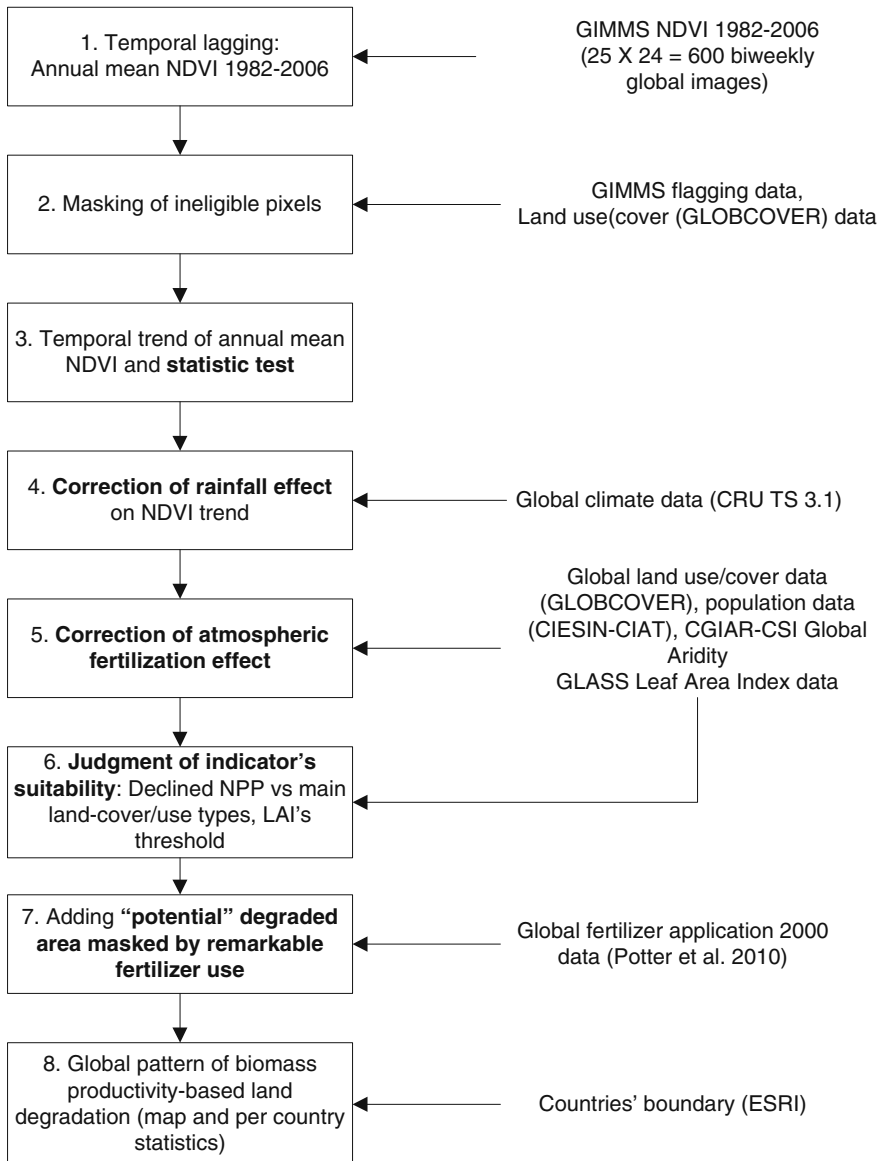 1. Temporal lagging:
Annual mean NDVI 1982-2006
GIMMS NDVI 1982-2006
(25 X 24 = 600 biweekly
global images)
2. Masking of ineligible pixels
GIMMS flagging data,
Land use(cover (GLOBCOVER) data
3. Temporal trend of annual mean
NDVI and statistic test
4. Correction of rainfall effect
on NDVI trend
Global climate data (CRU TS 3.1)
5. Correction of atmospheric
fertilization effect
Global land use/cover data
(GLOBCOVER), population data
(CIESIN-CIAT), CGIAR-CSI Global
Aridity
GLASS Leaf Area Index data
6. Judgment of indicator’s
suitability: Declined NPP vs main
land-cover/use types, LAI’s
threshold
7. Adding “potential” degraded
area masked by remarkable
fertilizer use
Global fertilizer application 2000
data (Potter et al. 2010)
8. Global pattern of biomass
productivity-based land
degradation (map and per country
statistics)
Countries’ boundary (ESRI)